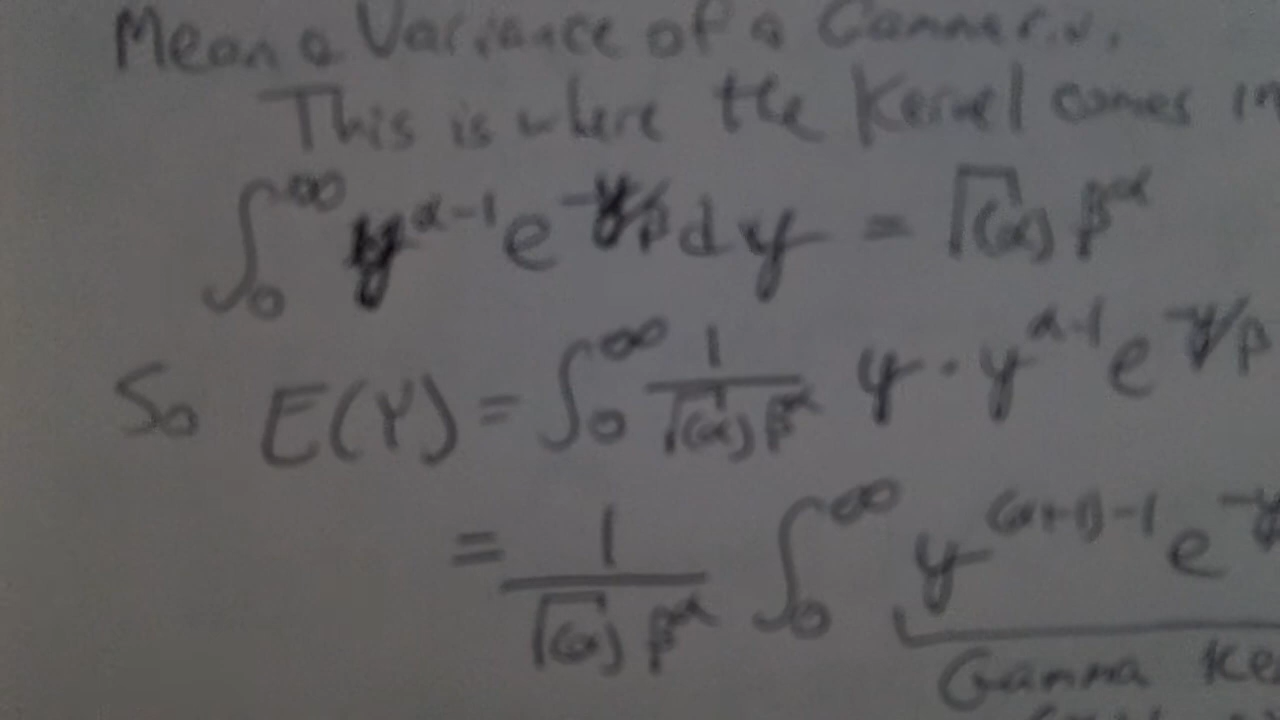 Mean & Variance of a Gamma r.v.
This is where the Kernel comes in
∫₀^∞ y^{α-1} e^{-y/β} dy = Γ(α) β^α
So E(Y) = ∫₀^∞ 1/(Γ(α) β^α) y · y^{α-1} e^{-y/β}
= 1/(Γ(α) β^α) ∫₀^∞ y^{(α+1)-1} e^{-y
Gamma Ke